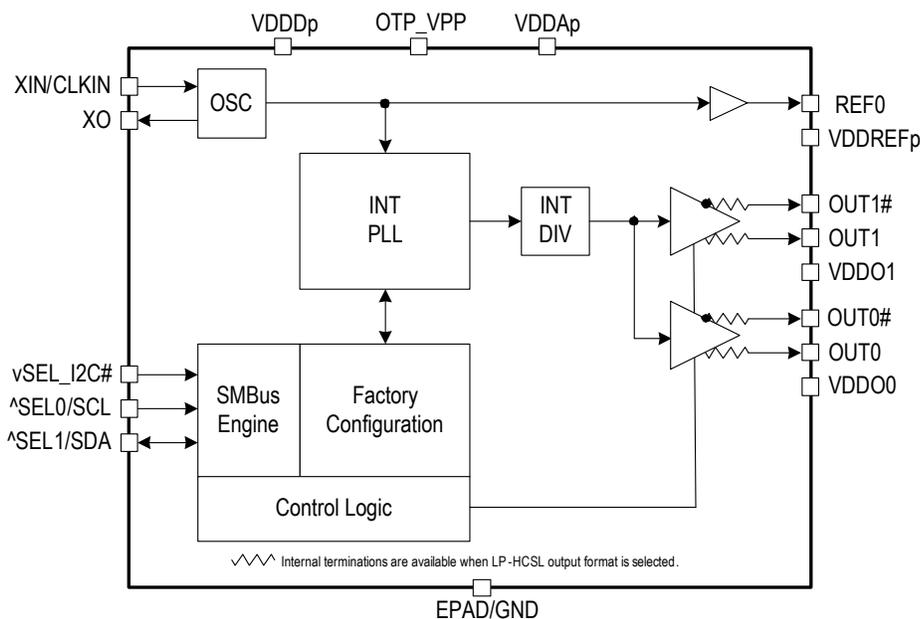 VDDDp
OTP_VPP
VDDAp
XIN/CLKIN
XO
OSC
REF0
VDDREFp
INT
PLL
INT
DIV
OUT1#
OUT1
VDDO1
OUT0#
OUT0
VDDO0
vSEL_I2C#
^SEL0/SCL
^SEL1/SDA
SMBus
Engine
Factory
Configuration
Control Logic
Internal terminations are available when LP-HCSL output format is selected.
EPAD/GND